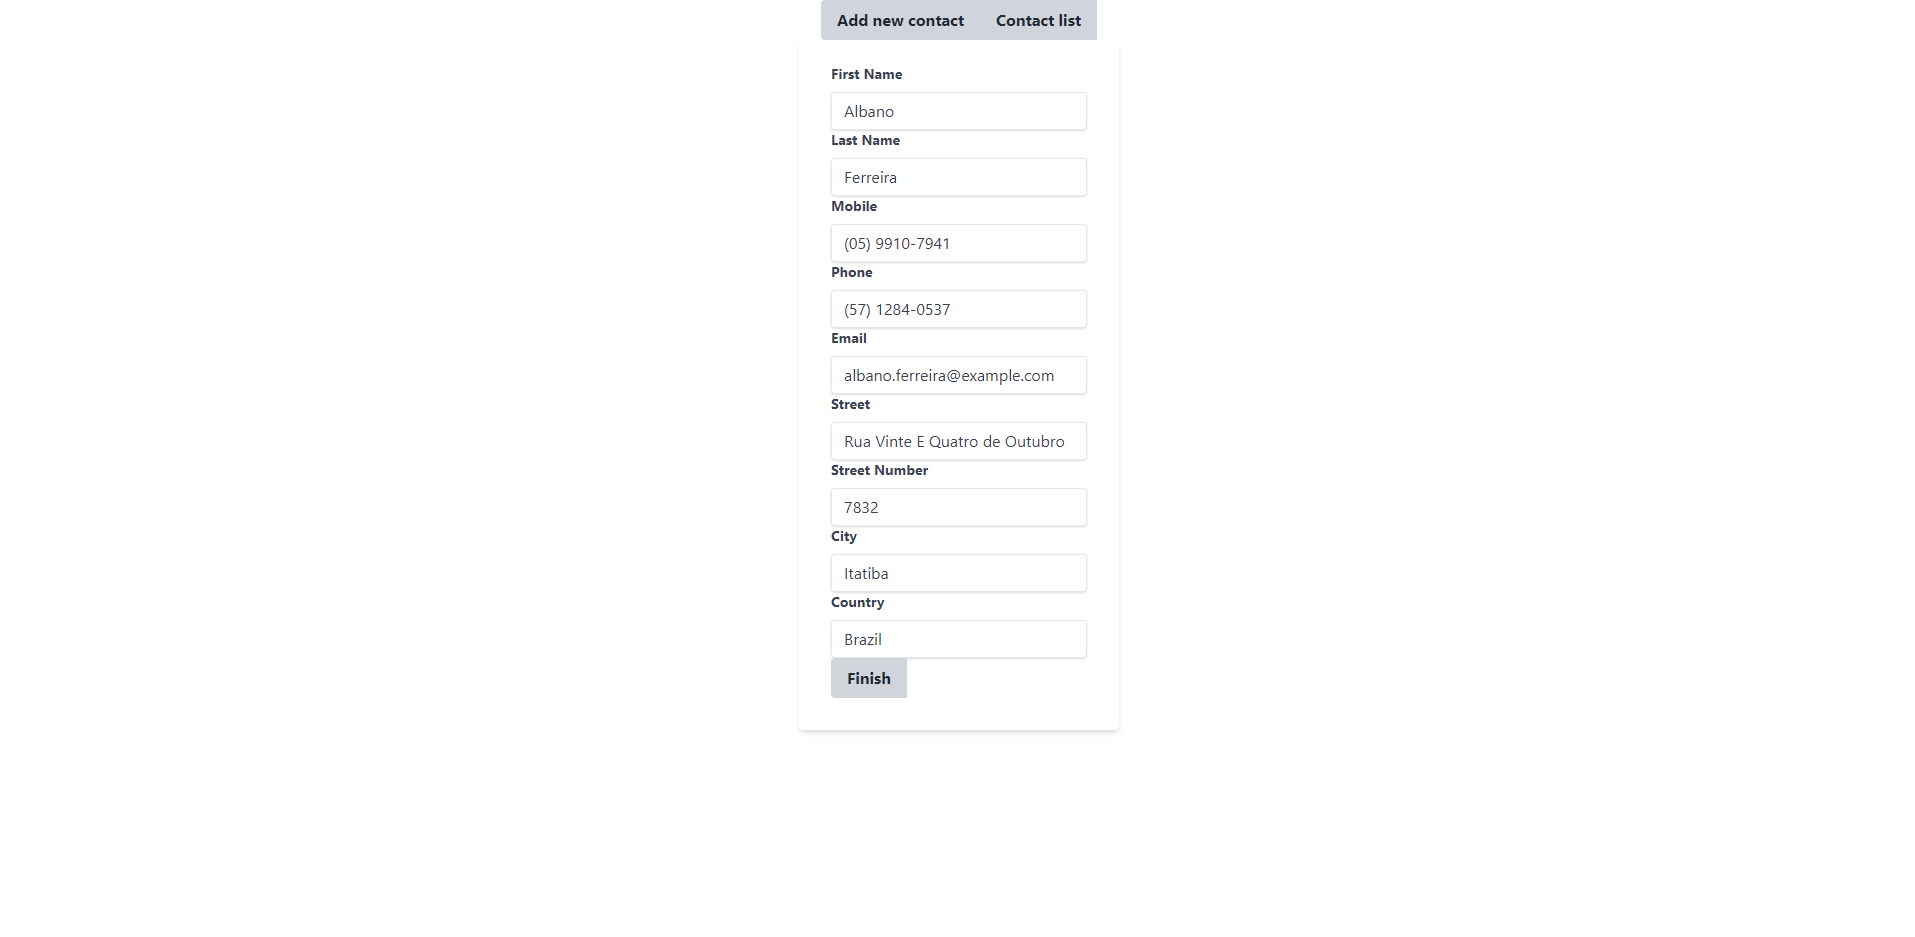 Add new contact Contact list
First Name
Albano
Last Name
Ferreira
Mobile
(05) 9910-7941
Phone
(57) 1284-0537
Email
albano.ferreira@example.com
Street
Rua Vinte E Quatro de Outubro
Street Number
7832
City
Itatiba
Country
Brazil
Finish